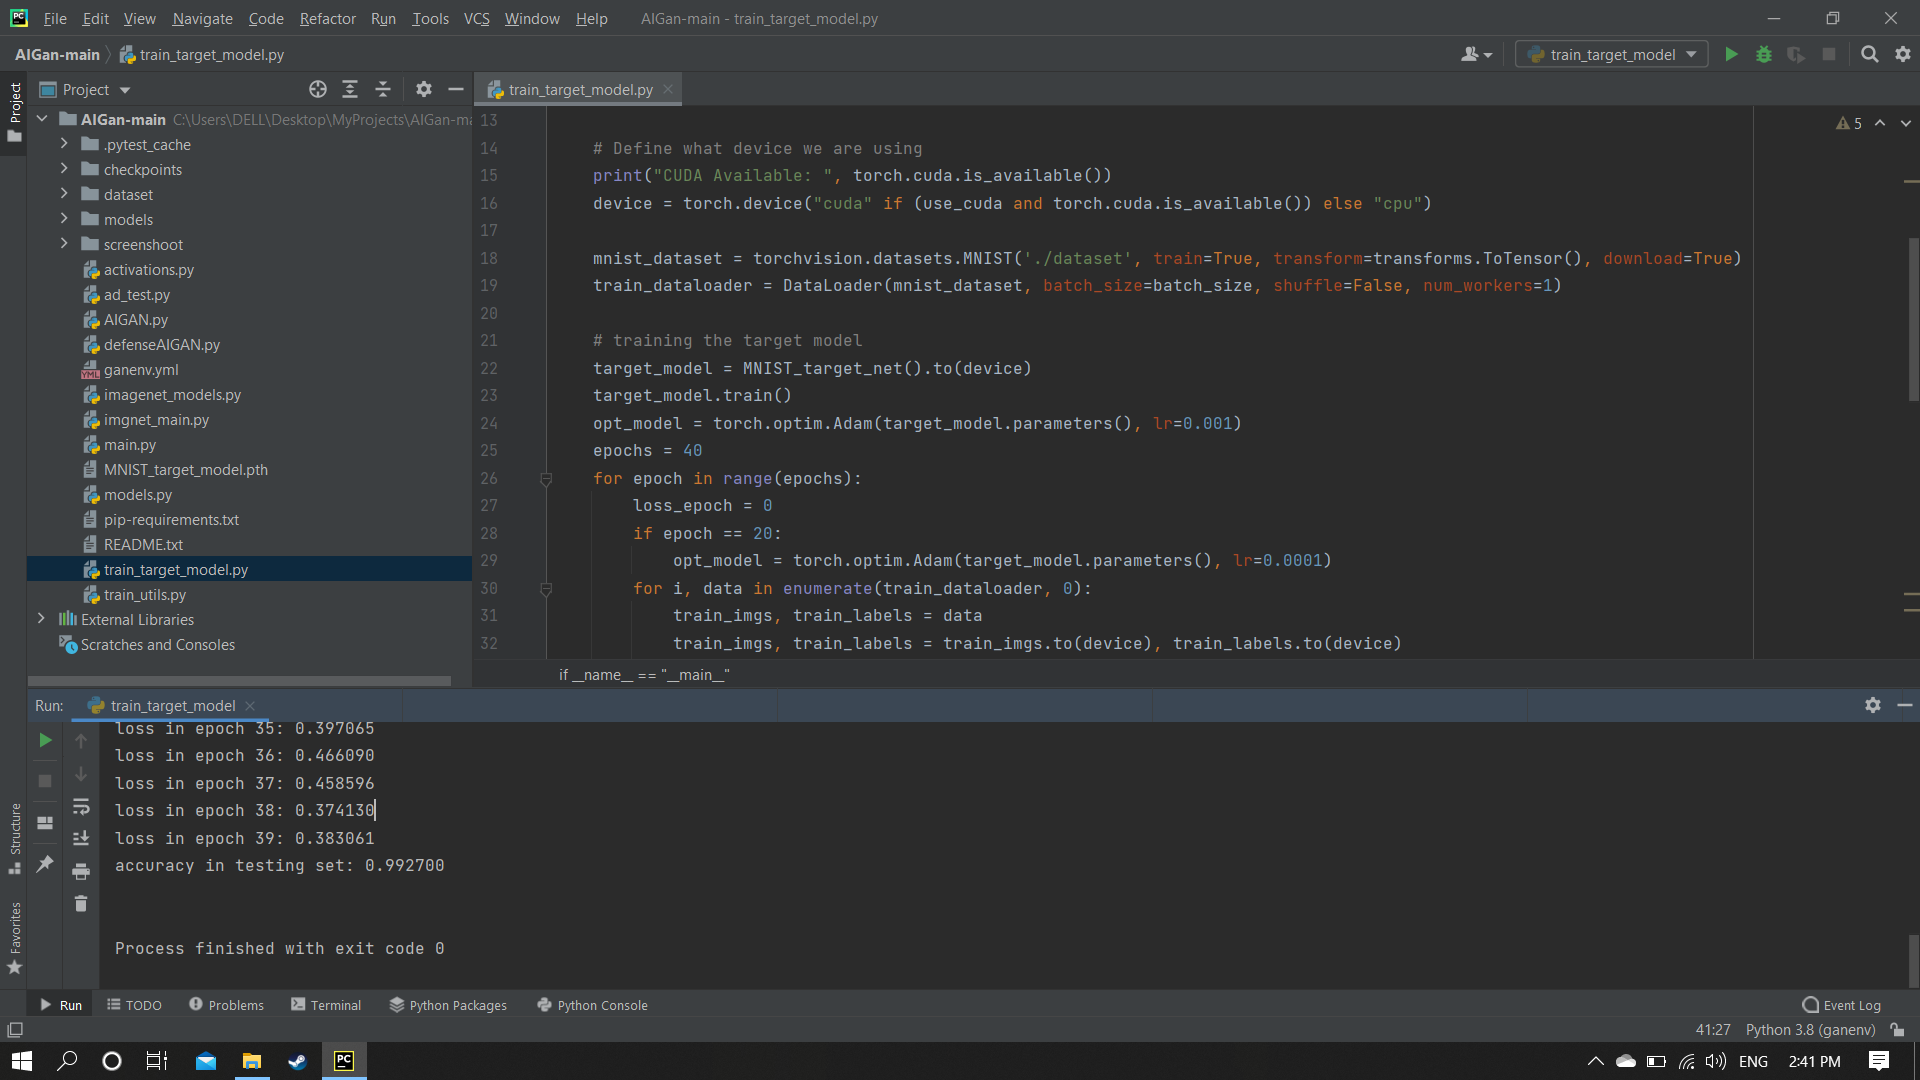 PC File Edit View Navigate Code Refactor Run Tools VCS Window Help AIGan-main - train_target_model.py
AIGan-main train_target_model.py
train_target_model
Project
Project
train_target_model.py
AIGan-main C:\Users\DELL\Desktop\MyProjects\AIGan-ma
.pytest_cache
checkpoints
dataset
models
screenshoot
activations.py
ad_test.py
AIGAN.py
defenseAIGAN.py
YML ganenv.yml
imagenet_models.py
imgnet_main.py
main.py
MNIST_target_model.pth
models.py
pip-requirements.txt
README.txt
train_target_model.py
train_utils.py
External Libraries
Scratches and Consoles
5
13
14 # Define what device we are using
15 print("CUDA Available: ", torch.cuda.is_available())
16 device = torch.device("cuda" if (use_cuda and torch.cuda.is_available()) else "cpu")
17
18 mnist_dataset = torchvision.datasets.MNIST('./dataset', train=True, transform=transforms.ToTensor(), download=True)
19 train_dataloader = DataLoader(mnist_dataset, batch_size=batch_size, shuffle=False, num_workers=1)
20
21 # training the target model
22 target_model = MNIST_target_net().to(device)
23 target_model.train()
24 opt_model = torch.optim.Adam(target_model.parameters(), lr=0.001)
25 epochs = 40
26 for epoch in range(epochs):
27 loss_epoch = 0
28 if epoch == 20:
29 opt_model = torch.optim.Adam(target_model.parameters(), lr=0.0001)
30 for i, data in enumerate(train_dataloader, 0):
31 train_imgs, train_labels = data
32 train_imgs, train_labels = train_imgs.to(device), train_labels.to(device)
if __name__ == "__main__"
Run: train_target_model
loss in epoch 35: 0.397065
loss in epoch 36: 0.466090
loss in epoch 37: 0.458596
loss in epoch 38: 0.374130
loss in epoch 39: 0.383061
accuracy in testing set: 0.992700
Process finished with exit code 0
Structure
Favorites
Run TODO Problems Terminal Python Packages Python Console Event Log
41:27 Python 3.8 (ganenv)
PC ENG 2:41 PM